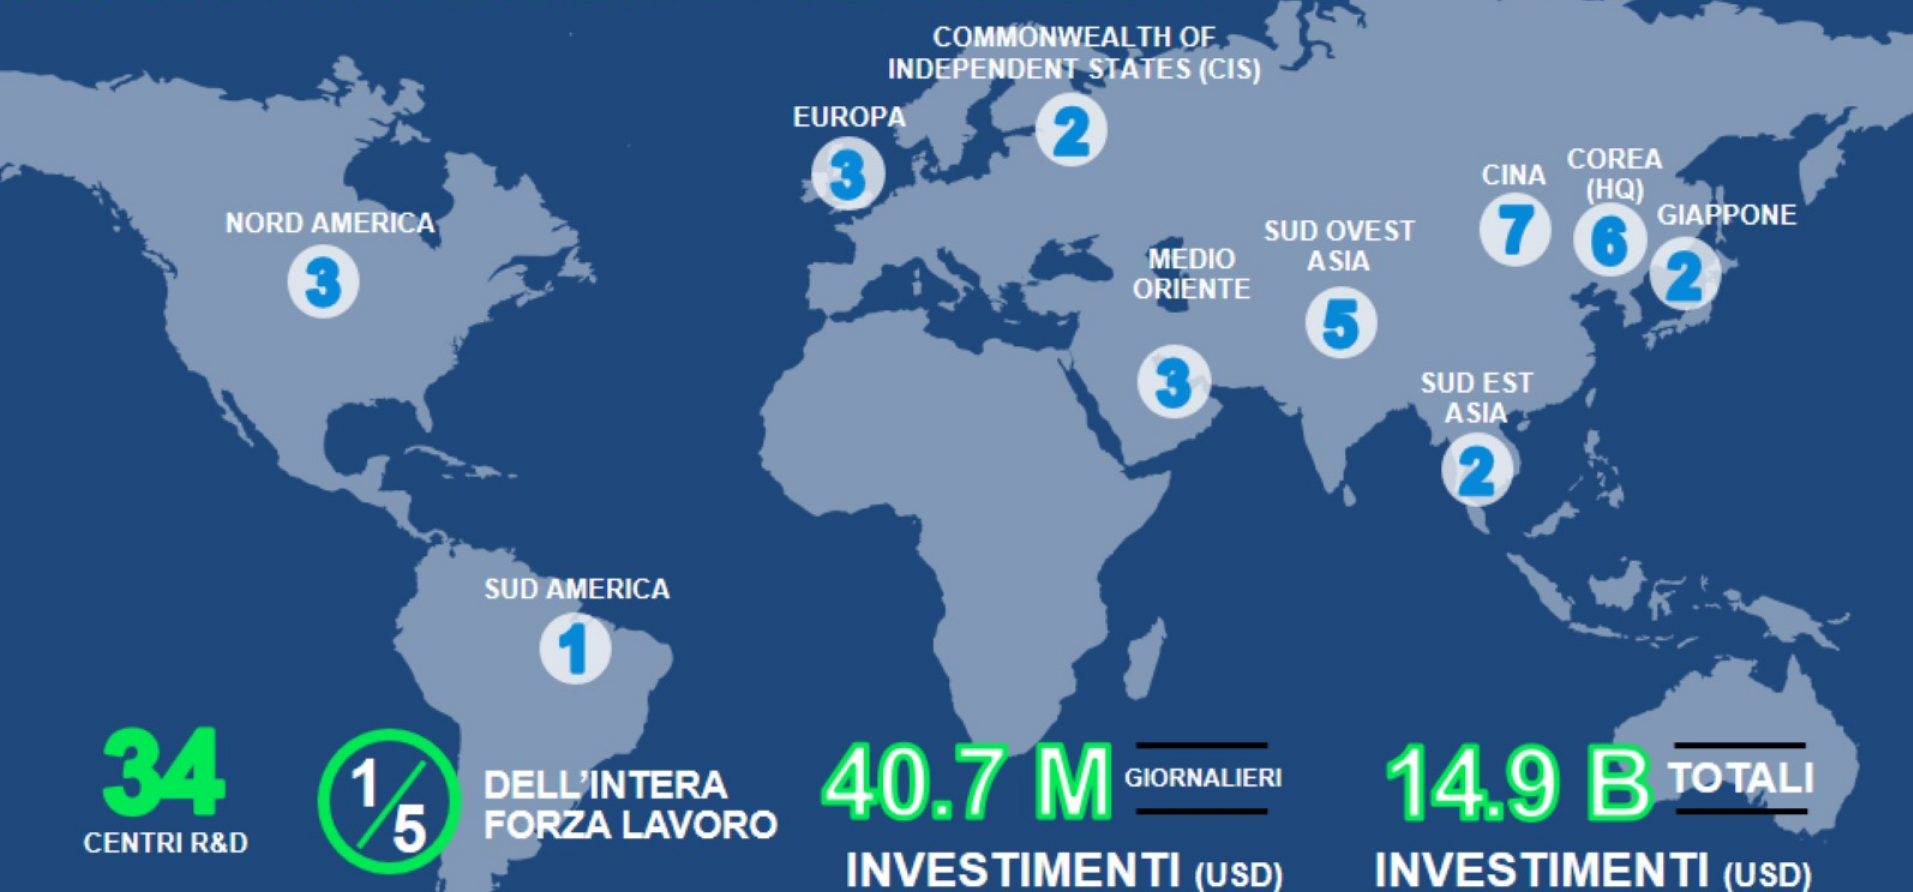 COMMONWEALTH OF
INDEPENDENT STATES (CIS)
2
EUROPA
3
NORD AMERICA
3
CINA
7
COREA
(HQ)
6
GIAPPONE
2
SUD OVEST
ASIA
5
MEDIO
ORIENTE
3
SUD EST
ASIA
2
SUD AMERICA
1
34
CENTRI R&D
1/5
DELL'INTERA
FORZA LAVORO
40.7 M GIORNALIERI
INVESTIMENTI (USD)
14.9 B TOTALI
INVESTIMENTI (USD)